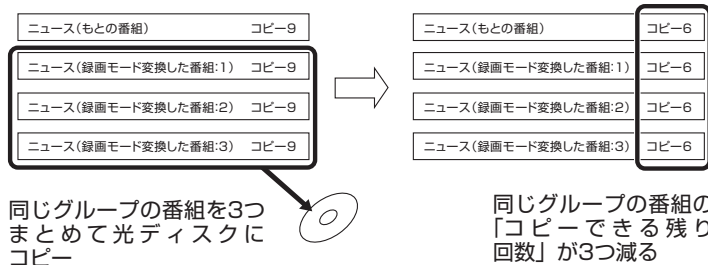 ニュース(もとの番組) コピー9
ニュース(録画モード変換した番組:1) コピー9
ニュース(録画モード変換した番組:2) コピー9
ニュース(録画モード変換した番組:3) コピー9
同じグループの番組を3つ
まとめて光ディスクに
コピー
ニュース(もとの番組) コピー6
ニュース(録画モード変換した番組:1) コピー6
ニュース(録画モード変換した番組:2) コピー6
ニュース(録画モード変換した番組:3) コピー6
同じグループの番組の
「コピーできる残り
回数」が3つ減る